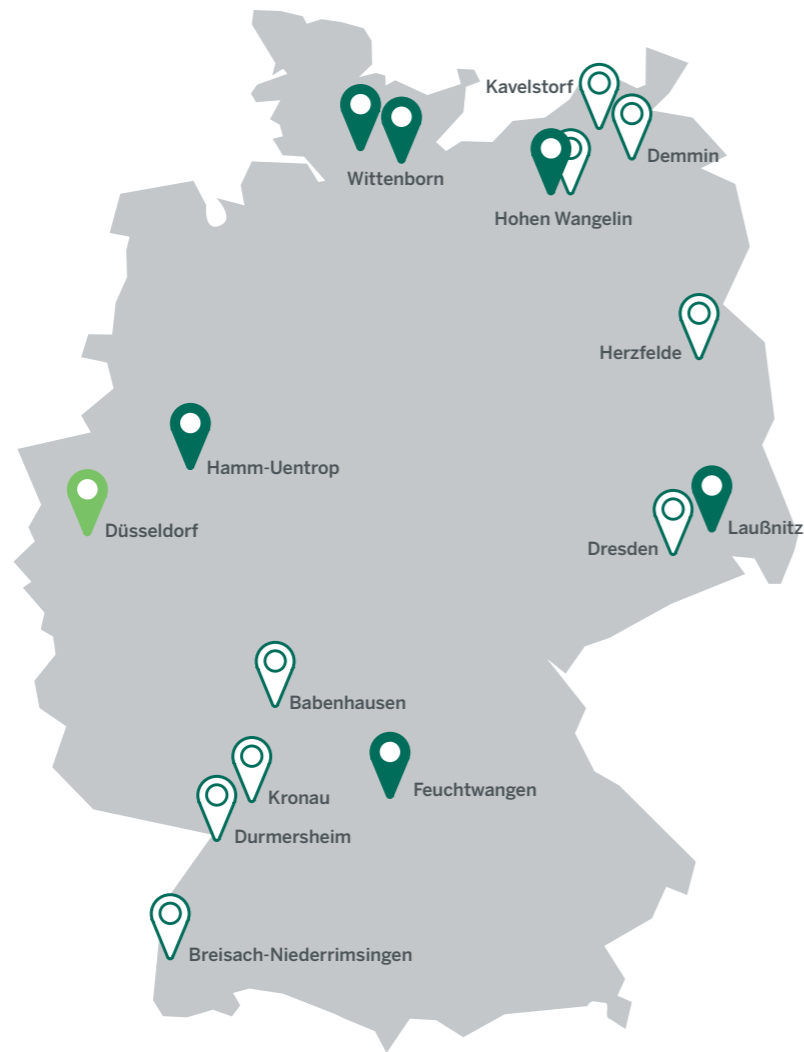 Kavelstorf
Demmin
Wittenborn
Hohen Wangelin
Herzfelde
Hamm-Uentrop
Düsseldorf
Laußnitz
Dresden
Babenhausen
Feuchtwangen
Kronau
Durmersheim
Breisach-Niederrimsingen